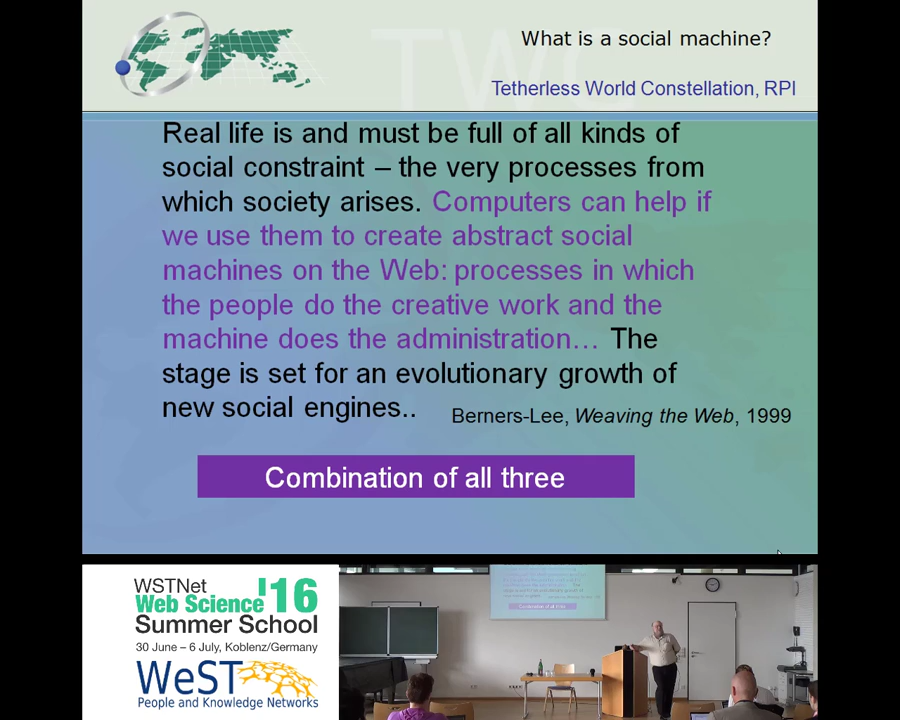 What is a social machine?
Tetherless World Constellation, RPI
Real life is and must be full of all kinds of
social constraint – the very processes from
which society arises. Computers can help if
we use them to create abstract social
machines on the Web: processes in which
the people do the creative work and the
machine does the administration… The
stage is set for an evolutionary growth of
new social engines..
Berners-Lee, Weaving the Web, 1999
Combination of all three
WSTNet
Web Science '16
Summer School
30 June – 6 July, Koblenz/Germany
WeST
People and Knowledge Networks
Combination of all three